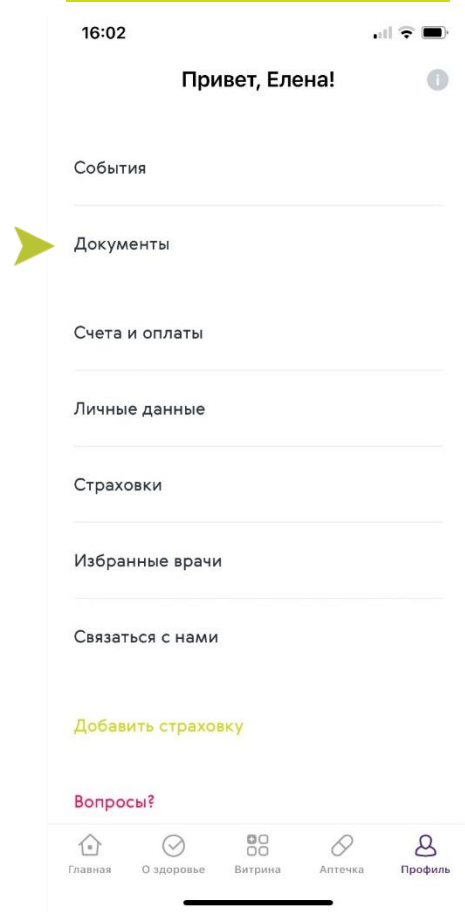 16:02
Привет, Елена!
События
Документы
Счета и оплаты
Личные данные
Страховки
Избранные врачи
Связаться с нами
Добавить страховку
Вопросы?
Главная О здоровье Витрина Аптечка Профиль